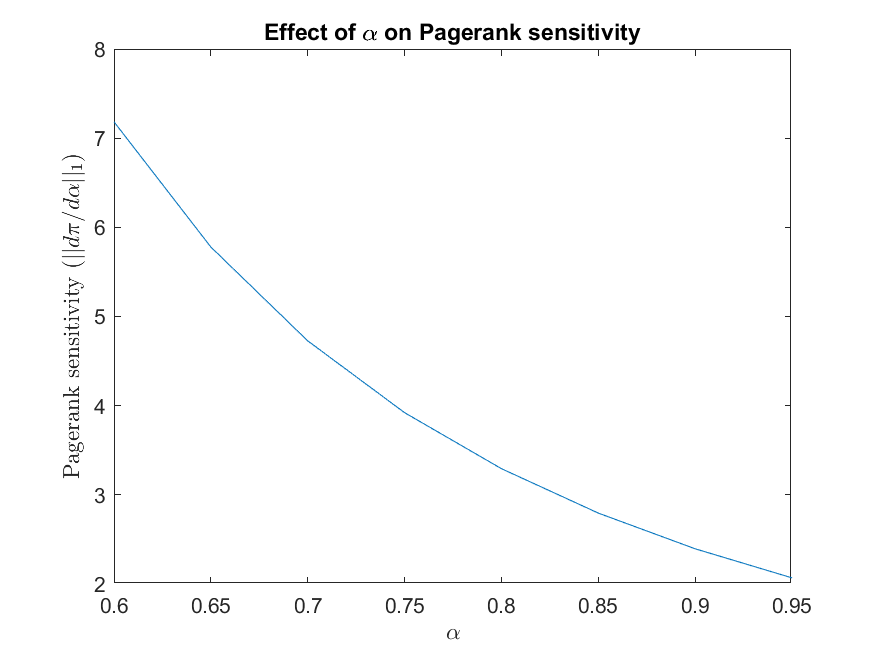 Effect of α on Pagerank sensitivity
Pagerank sensitivity (||dπ/dα||₁)
8
7
6
5
4
3
2
0.6 0.65 0.7 0.75 0.8 0.85 0.9 0.95
α